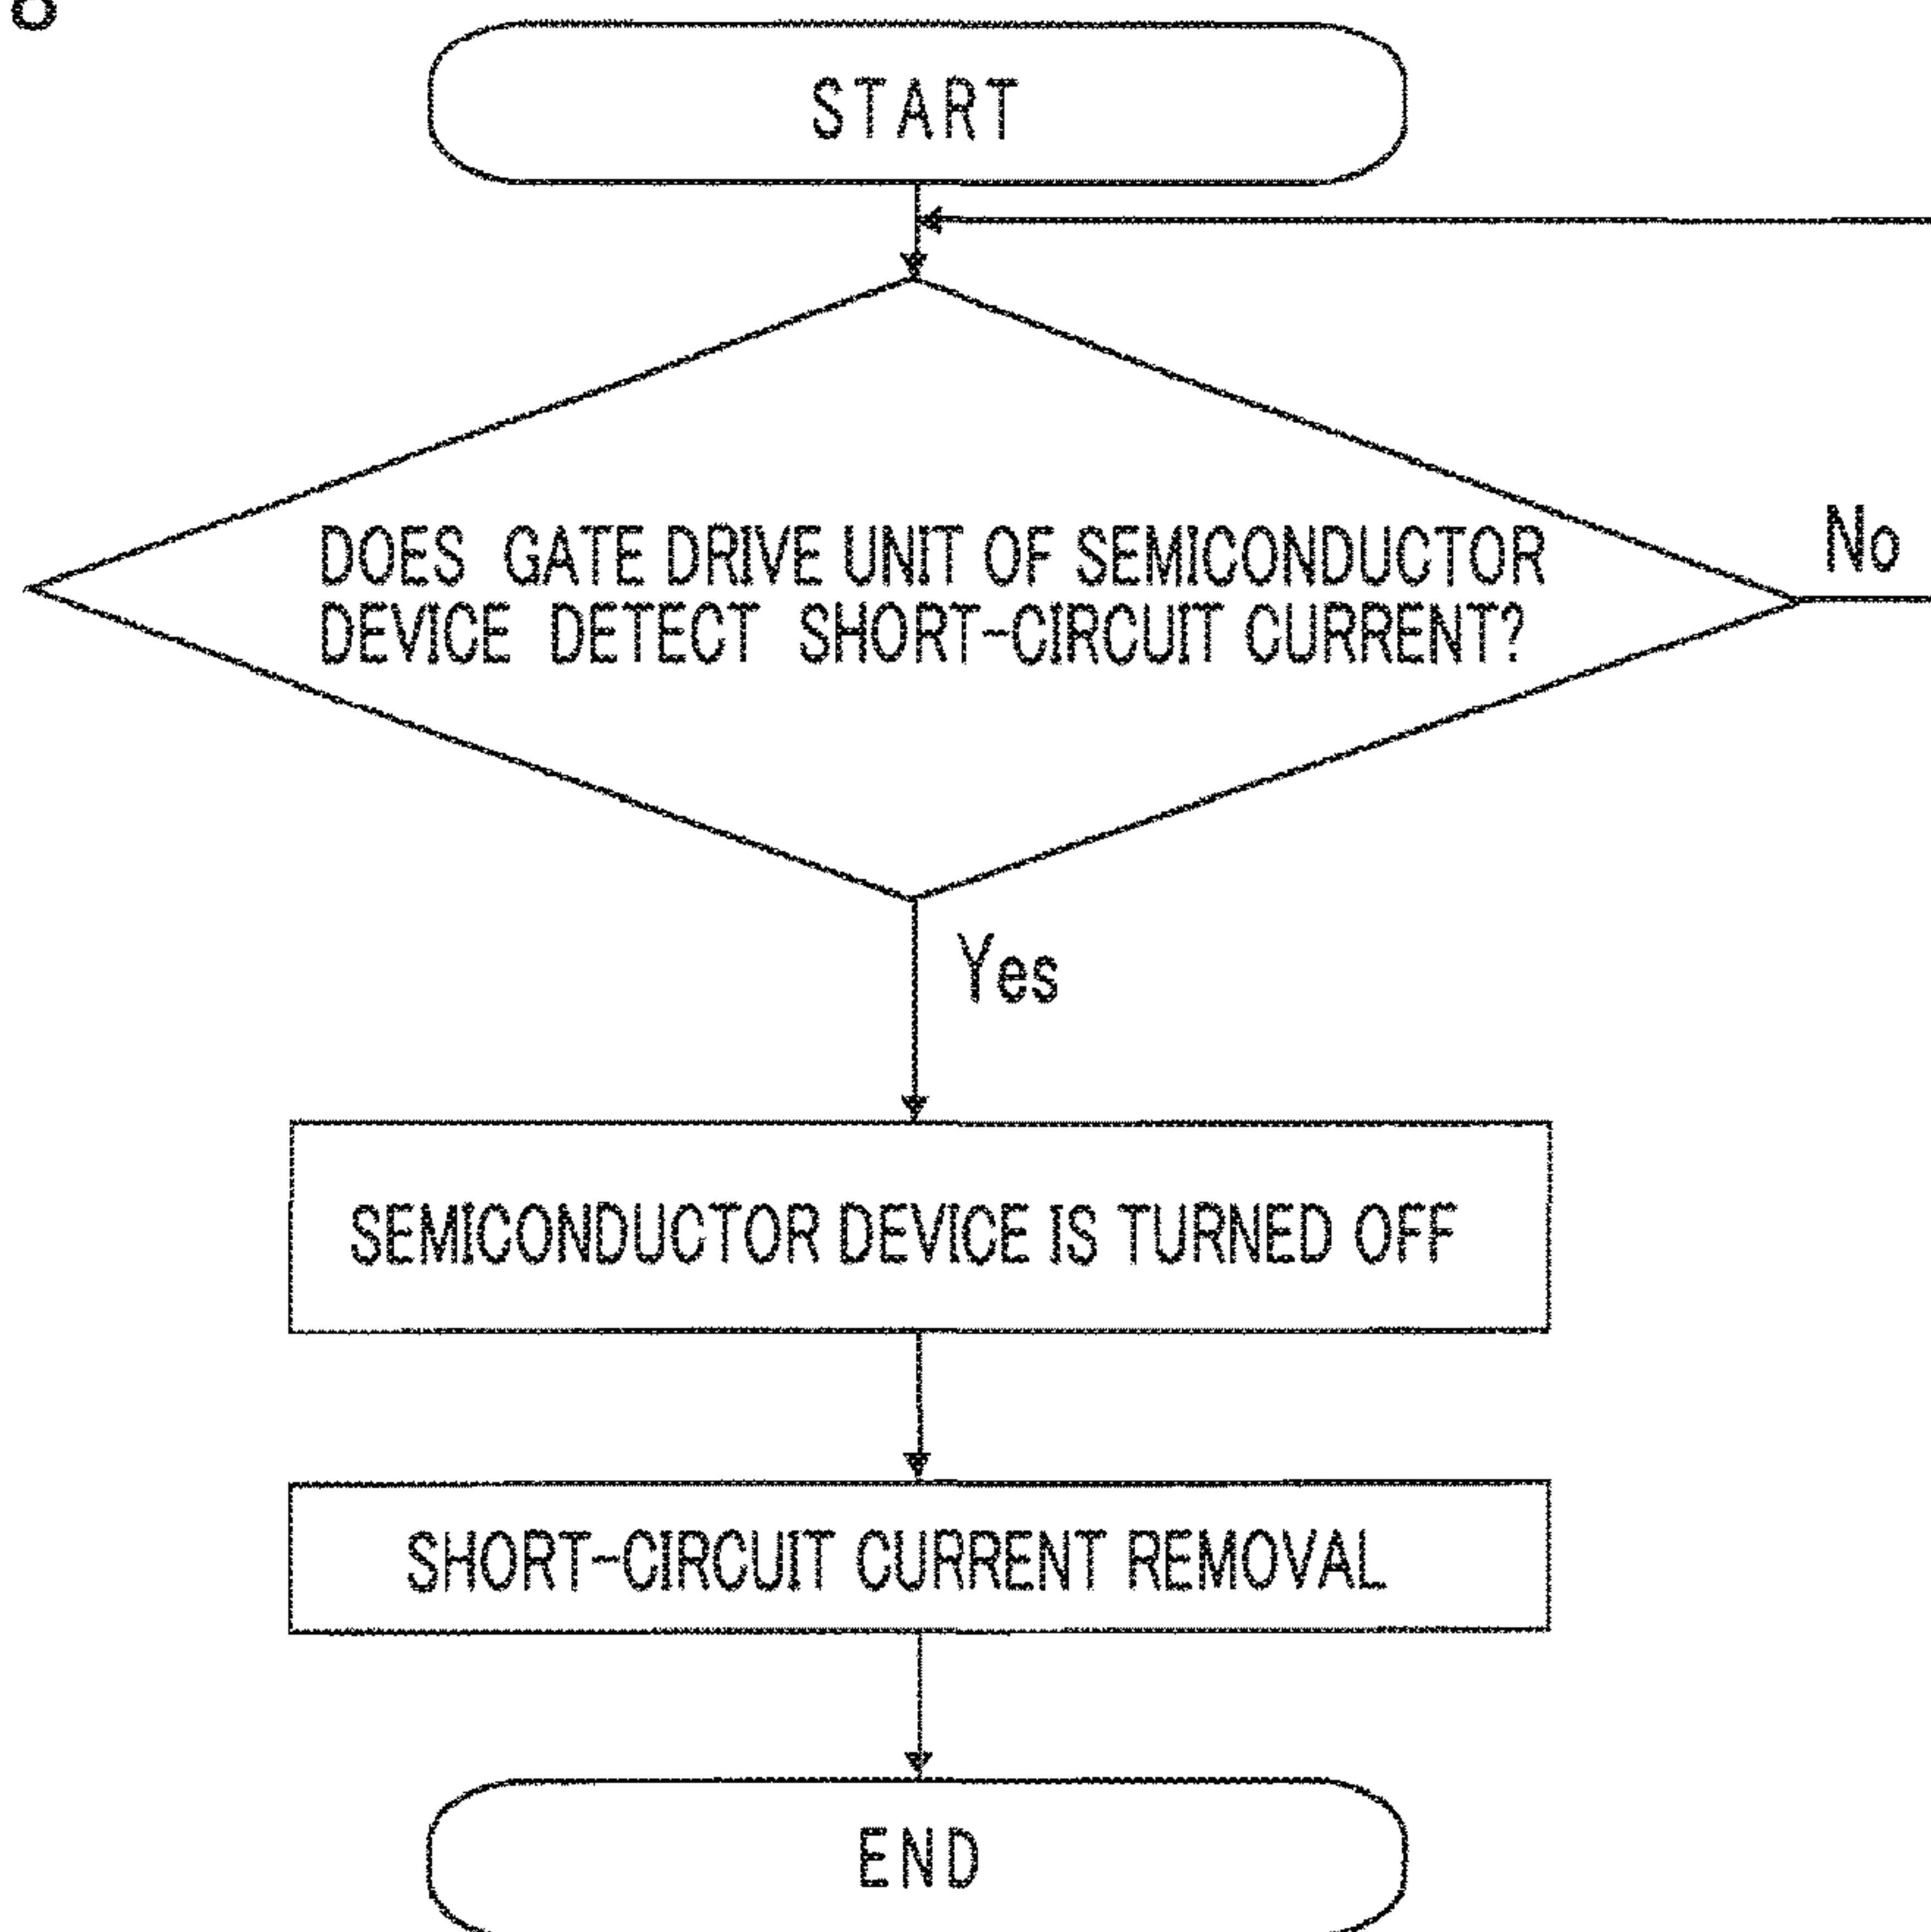 START
DOES GATE DRIVE UNIT OF SEMICONDUCTOR
DEVICE DETECT SHORT-CIRCUIT CURRENT?
No
Yes
SEMICONDUCTOR DEVICE IS TURNED OFF
SHORT-CIRCUIT CURRENT REMOVAL
END